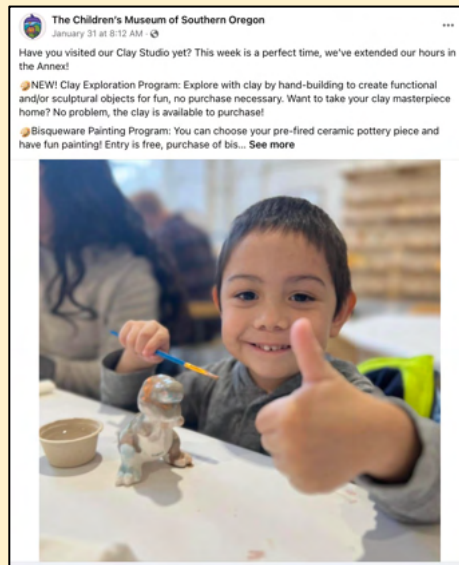 The Children's Museum of Southern Oregon
January 31 at 8:12 AM ·
Have you visited our Clay Studio yet? This week is a perfect time, we've extended our hours in
the Annex!
NEW! Clay Exploration Program: Explore with clay by hand-building to create functional
and/or sculptural objects for fun, no purchase necessary. Want to take your clay masterpiece
home? No problem, the clay is available to purchase!
Bisqueware Painting Program: You can choose your pre-fired ceramic pottery piece and
have fun painting! Entry is free, purchase of bis... See more